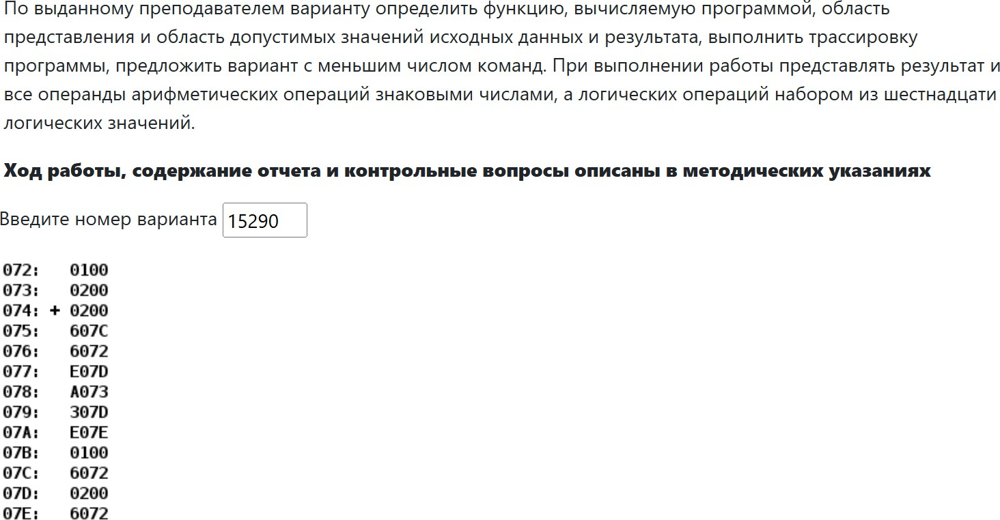 По выданному преподавателем варианту определить функцию, вычисляемую программой, область
представления и область допустимых значений исходных данных и результата, выполнить трассировку
программы, предложить вариант с меньшим числом команд. При выполнении работы представлять результат и
все операнды арифметических операций знаковыми числами, а логических операций набором из шестнадцати
логических значений.
Ход работы, содержание отчета и контрольные вопросы описаны в методических указаниях
Введите номер варианта 15290
072: 0100
073: 0200
074: + 0200
075: 607C
076: 6072
077: E07D
078: A073
079: 307D
07A: E07E
07B: 0100
07C: 6072
07D: 0200
07E: 6072